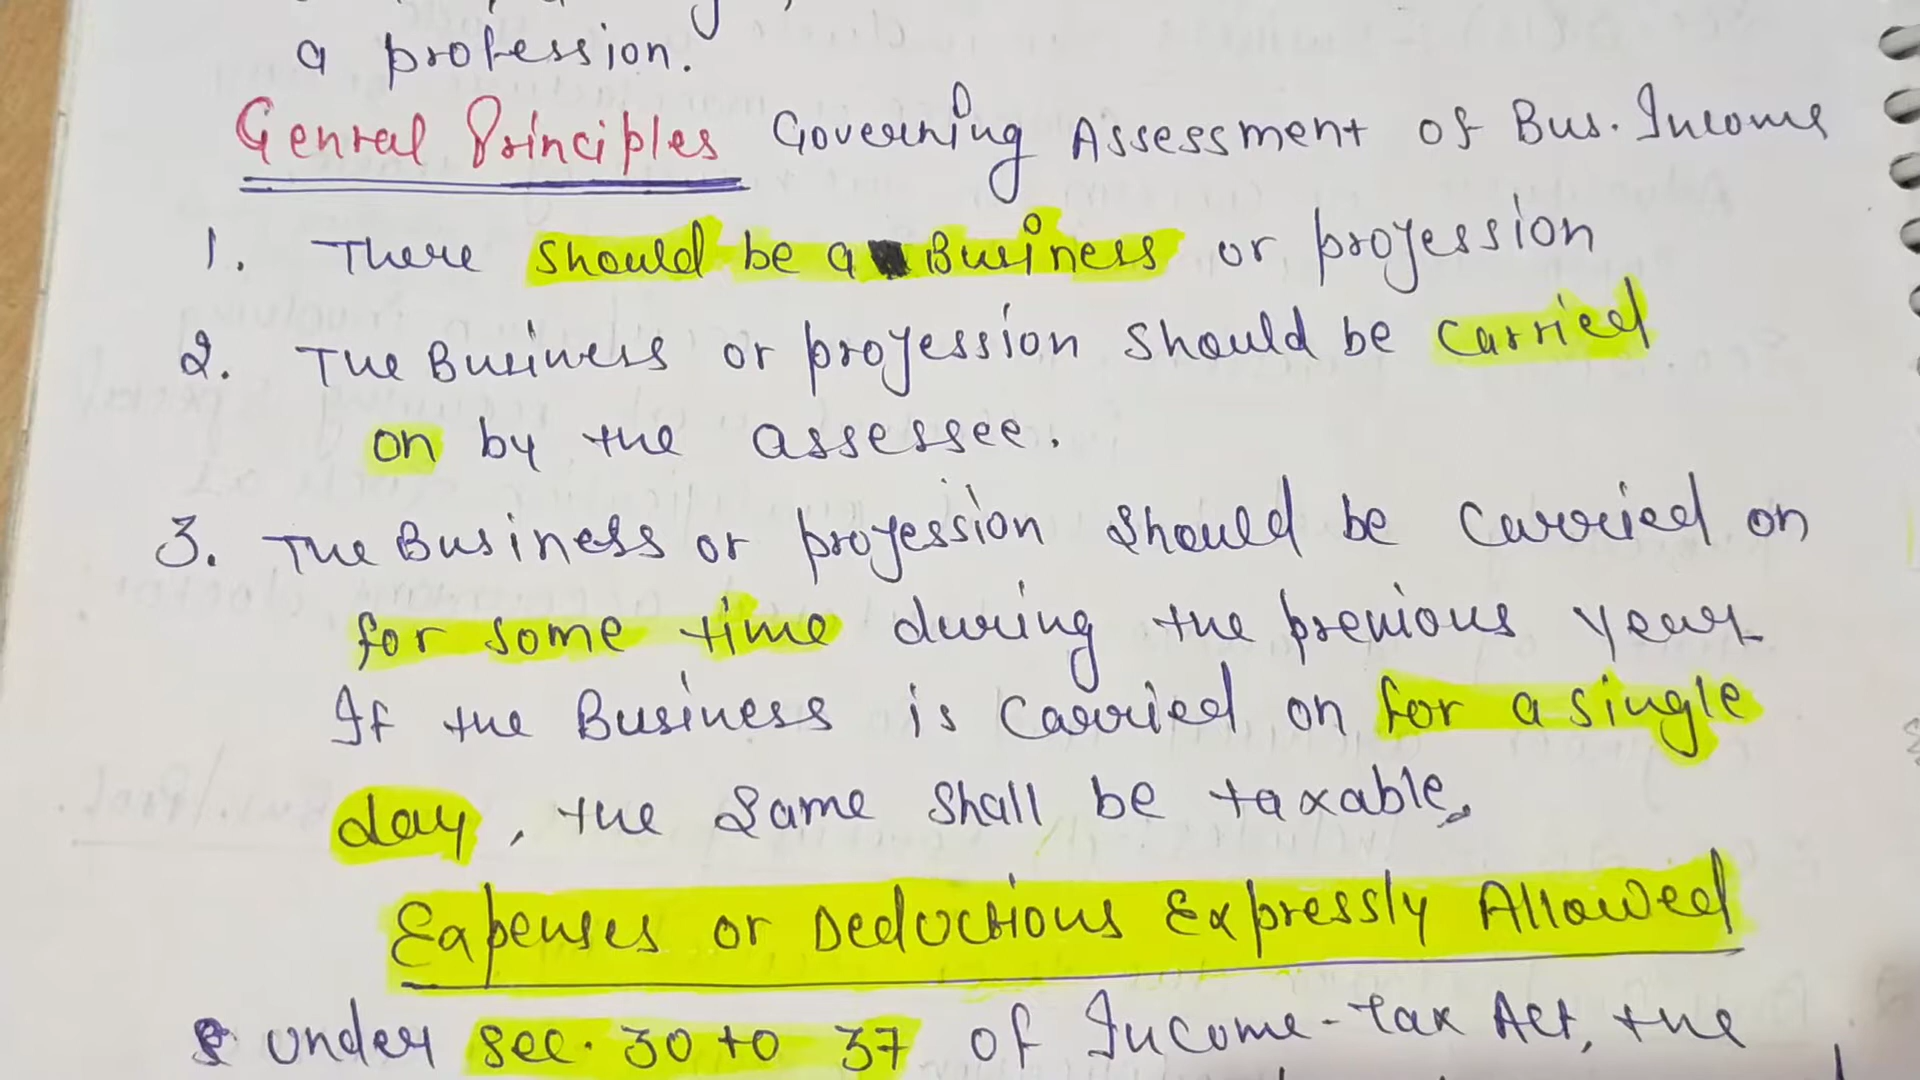 a profession.
Genral Principles Governing Assessment of Bus. Income
1. There should be a Business or profession
2. The Business or profession should be carried
on by the assessee.
3. The Business or profession should be carried on
for some time during the previous year
If the Business is carried on for a single
day, the same shall be taxable.
Expenses or Deductions Expressly Allowed
under sec. 30 to 37 of Income-tax Act, the